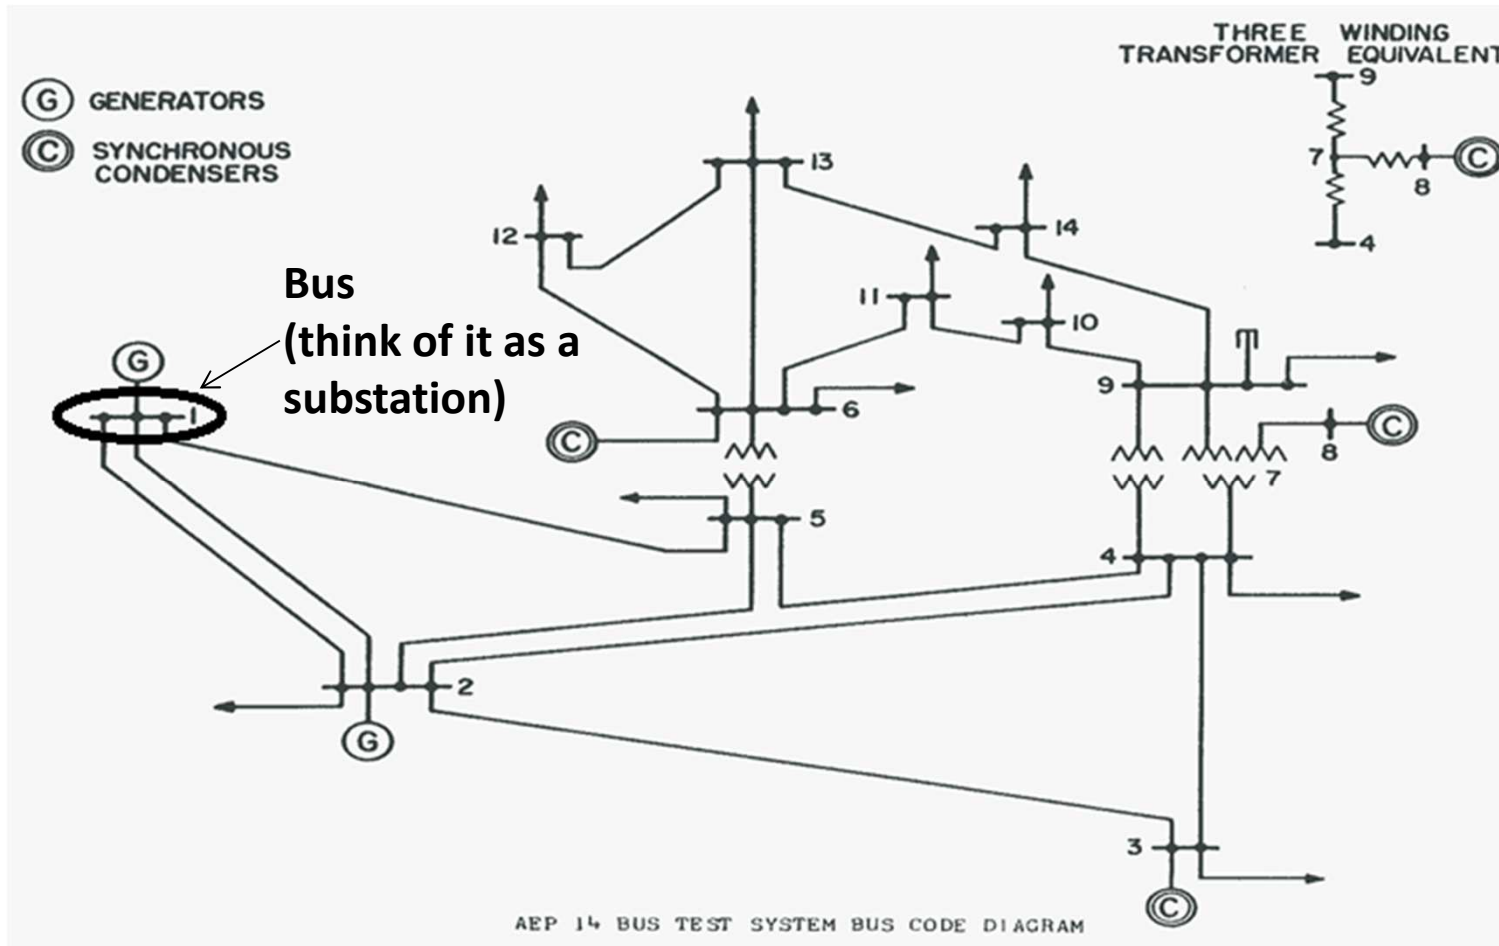 THREE WINDING
TRANSFORMER EQUIVALENT
9
7
C
8
4
G GENERATORS
C SYNCHRONOUS
CONDENSERS
13
12
14
Bus
(think of it as a
substation)
11
10
G
1
9
6
C
C
8
7
5
4
2
G
3
C
AEP 14 BUS TEST SYSTEM BUS CODE DIAGRAM